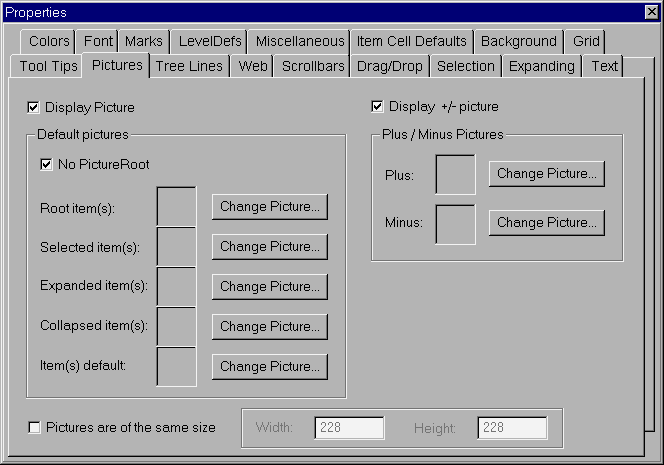 Properties
Colors Font Marks LevelDefs Miscellaneous Item Cell Defaults Background Grid
Tool Tips Pictures Tree Lines Web Scrollbars Drag/Drop Selection Expanding Text
Display Picture
Display +/- picture
Default pictures
Plus / Minus Pictures
No PictureRoot
Plus: Change Picture...
Root item(s): Change Picture...
Minus: Change Picture...
Selected item(s): Change Picture...
Expanded item(s): Change Picture...
Collapsed item(s): Change Picture...
Item(s) default: Change Picture...
Pictures are of the same size
Width: 228 Height: 228